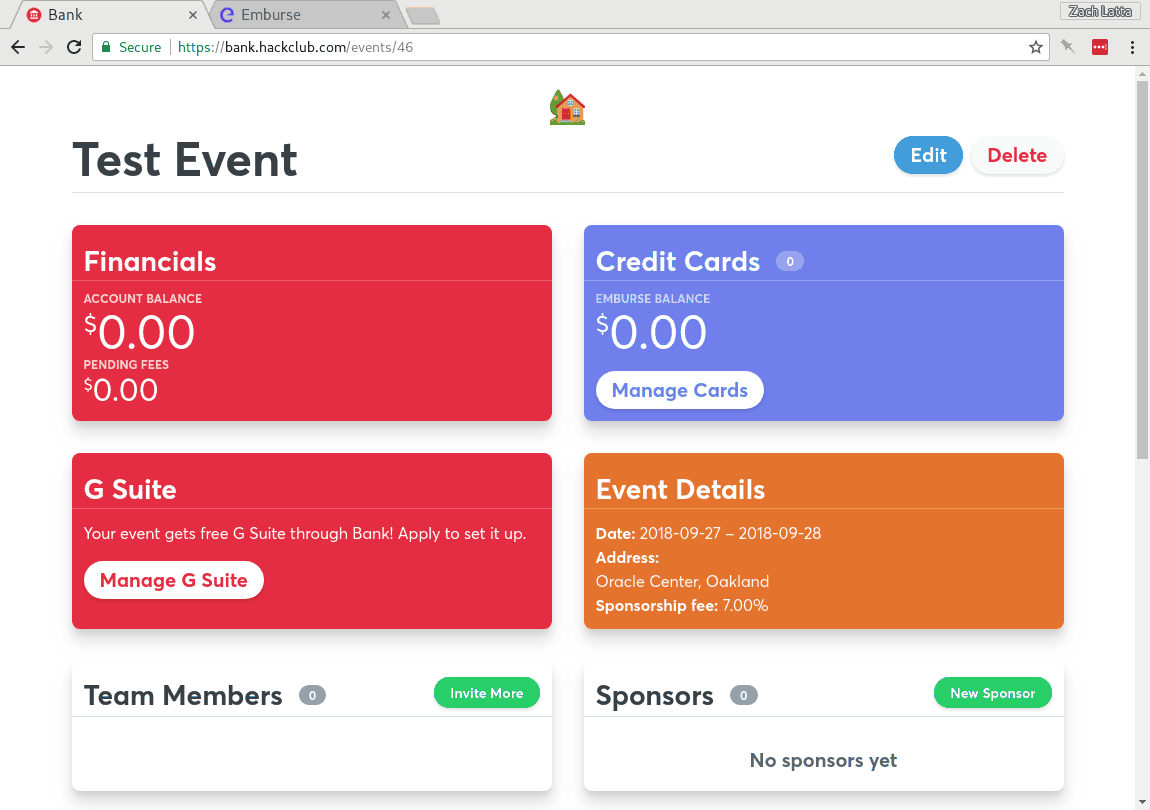 Bank
Emburse
Zach Latta
Secure
https://bank.hackclub.com/events/46
Test Event
Edit
Delete
Financials
ACCOUNT BALANCE
$0.00
PENDING FEES
$0.00
Credit Cards 0
EMBURSE BALANCE
$0.00
Manage Cards
G Suite
Your event gets free G Suite through Bank! Apply to set it up.
Manage G Suite
Event Details
Date: 2018-09-27 – 2018-09-28
Address:
Oracle Center, Oakland
Sponsorship fee: 7.00%
Team Members 0
Invite More
Sponsors 0
New Sponsor
No sponsors yet